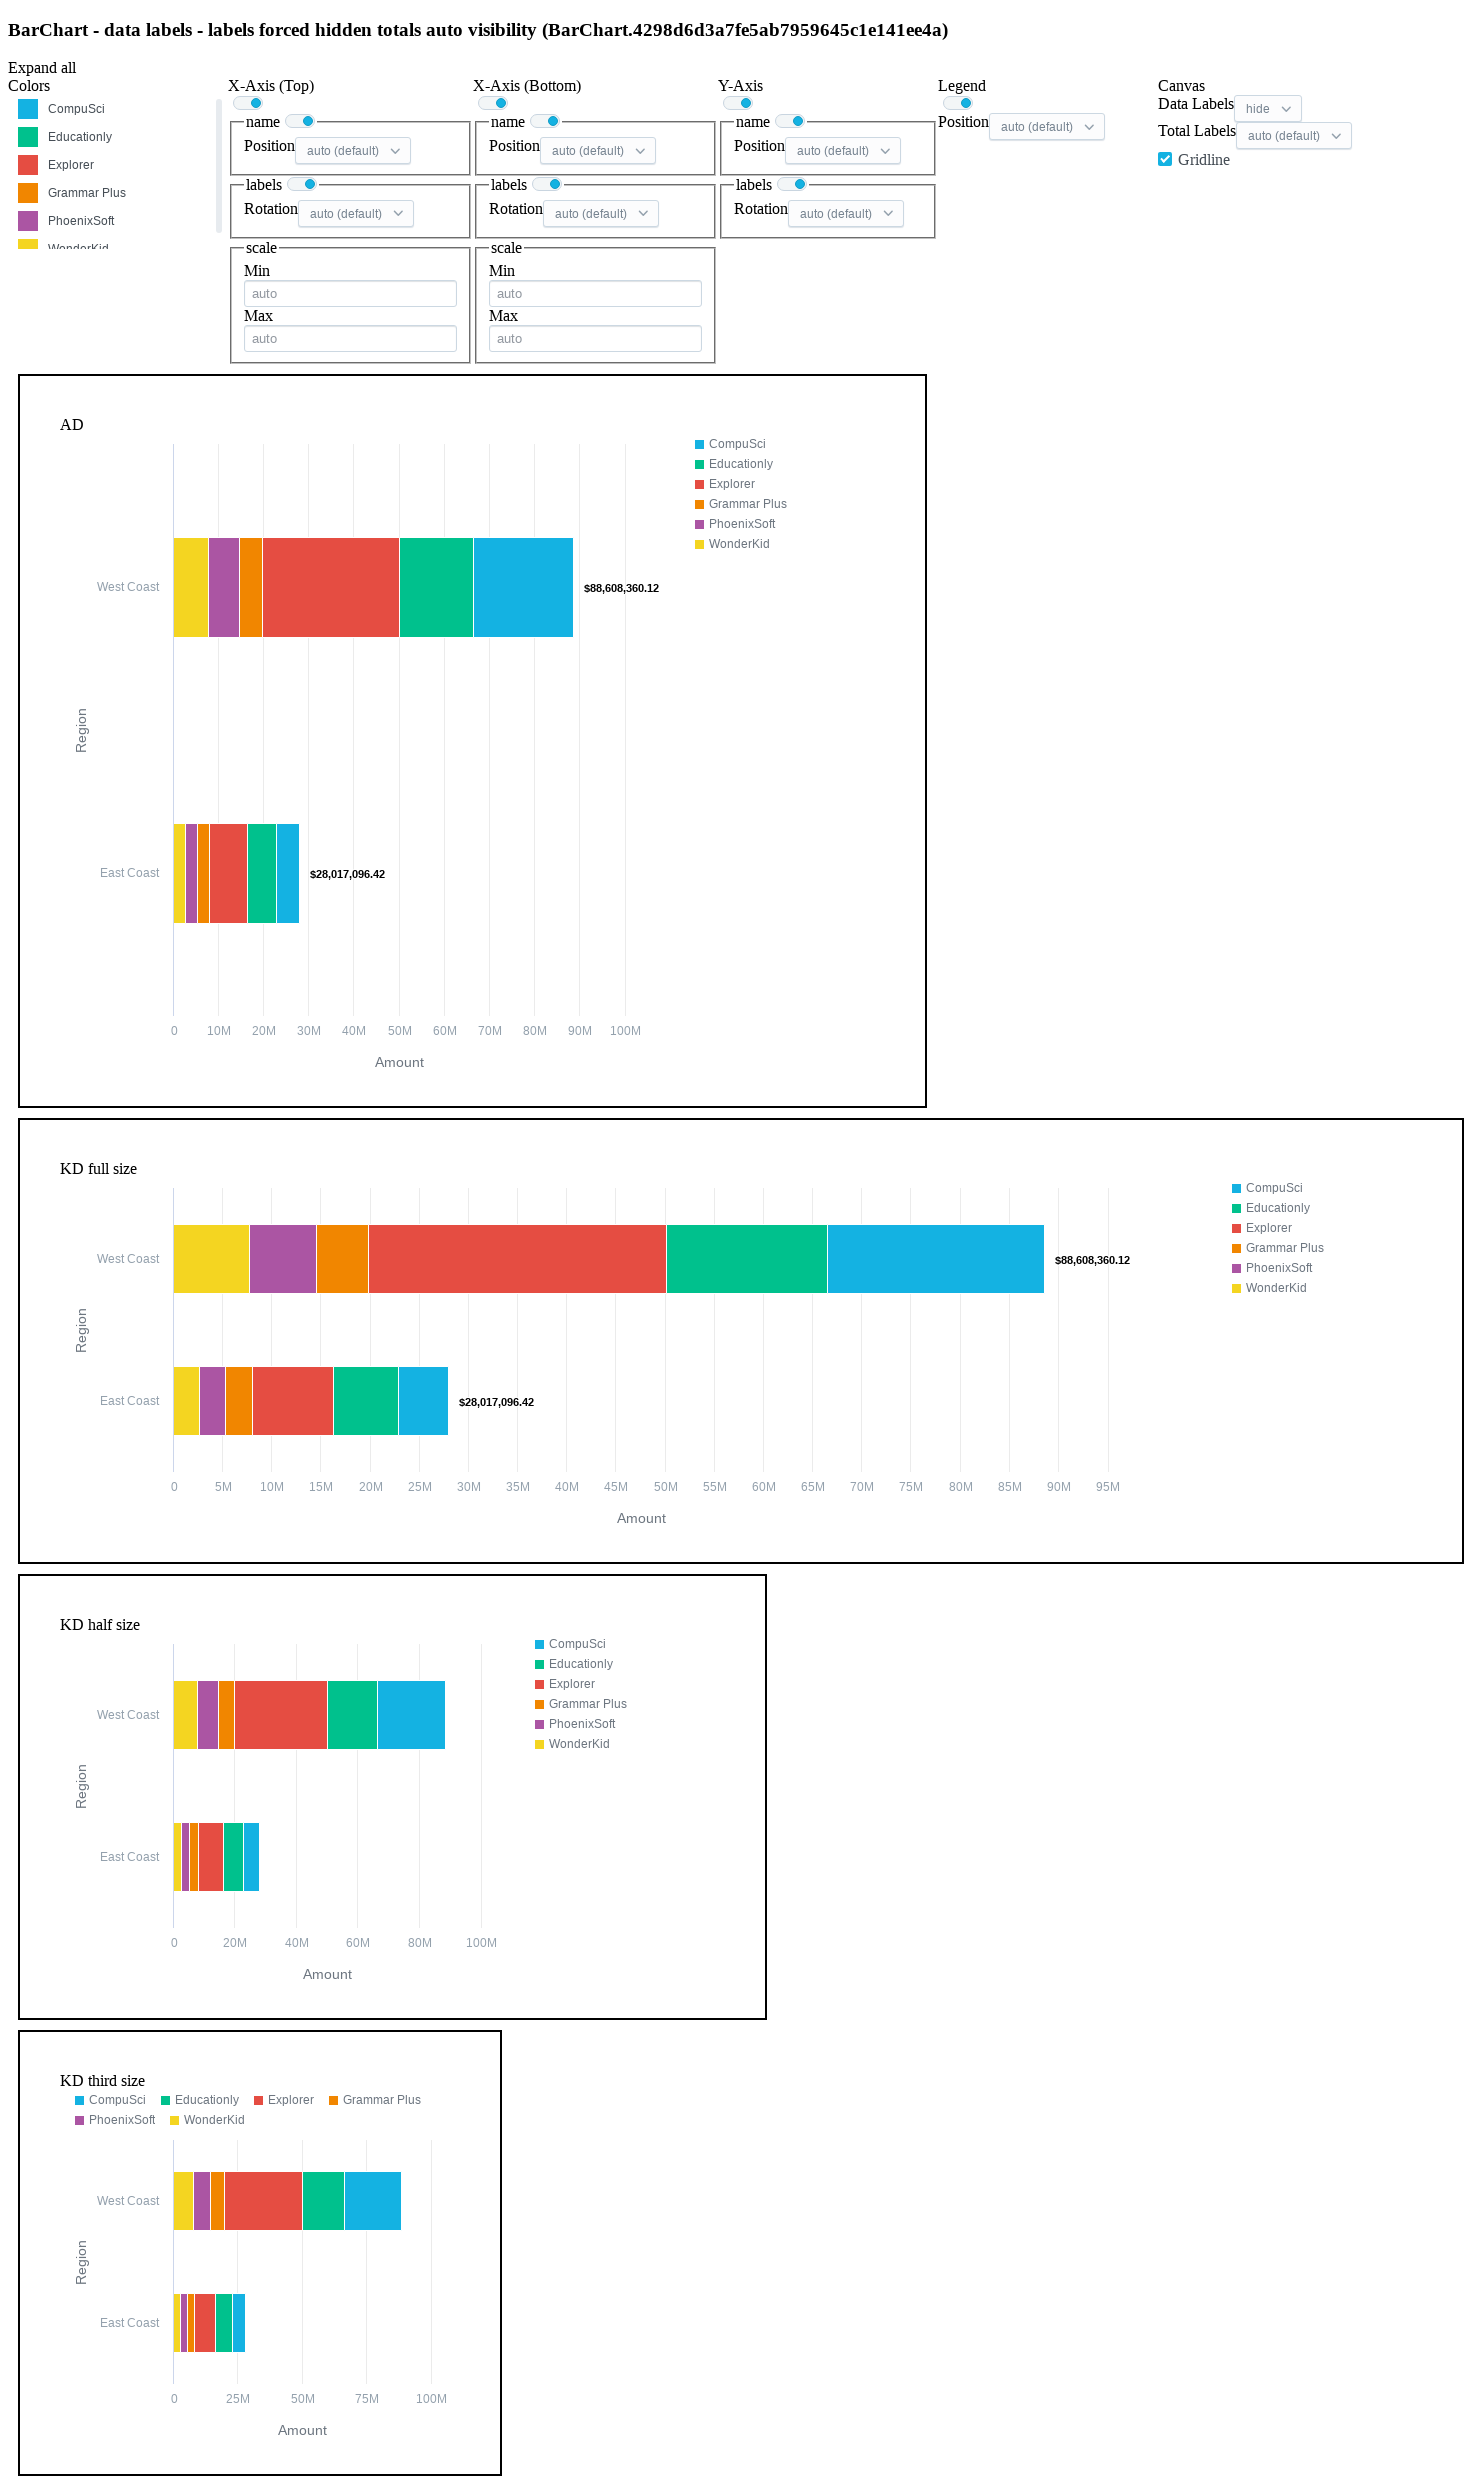 BarChart - data labels - labels forced hidden totals auto visibility (BarChart.4298d6d3a7fe5ab7959645c1e141ee4a)
Expand all
Colors
CompuSci
Educationly
Explorer
Grammar Plus
PhoenixSoft
WonderKid
X-Axis (Top)
name
Position auto (default)
labels
Rotation auto (default)
scale
Min
auto
Max
auto
X-Axis (Bottom)
name
Position auto (default)
labels
Rotation auto (default)
scale
Min
auto
Max
auto
Y-Axis
name
Position auto (default)
labels
Rotation auto (default)
Legend
Position auto (default)
Canvas
Data Labels hide
Total Labels auto (default)
Gridline
AD
CompuSci
Educationly
Explorer
Grammar Plus
PhoenixSoft
WonderKid
West Coast
$88,608,360.12
Region
East Coast
$28,017,096.42
0 10M 20M 30M 40M 50M 60M 70M 80M 90M 100M
Amount
KD full size
CompuSci
Educationly
Explorer
Grammar Plus
PhoenixSoft
WonderKid
West Coast
$88,608,360.12
Region
East Coast
$28,017,096.42
0 5M 10M 15M 20M 25M 30M 35M 40M 45M 50M 55M 60M 65M 70M 75M 80M 85M 90M 95M
Amount
KD half size
CompuSci
Educationly
Explorer
Grammar Plus
PhoenixSoft
WonderKid
West Coast
Region
East Coast
0 20M 40M 60M 80M 100M
Amount
KD third size
CompuSci Educationly Explorer Grammar Plus
PhoenixSoft WonderKid
West Coast
Region
East Coast
0 25M 50M 75M 100M
Amount